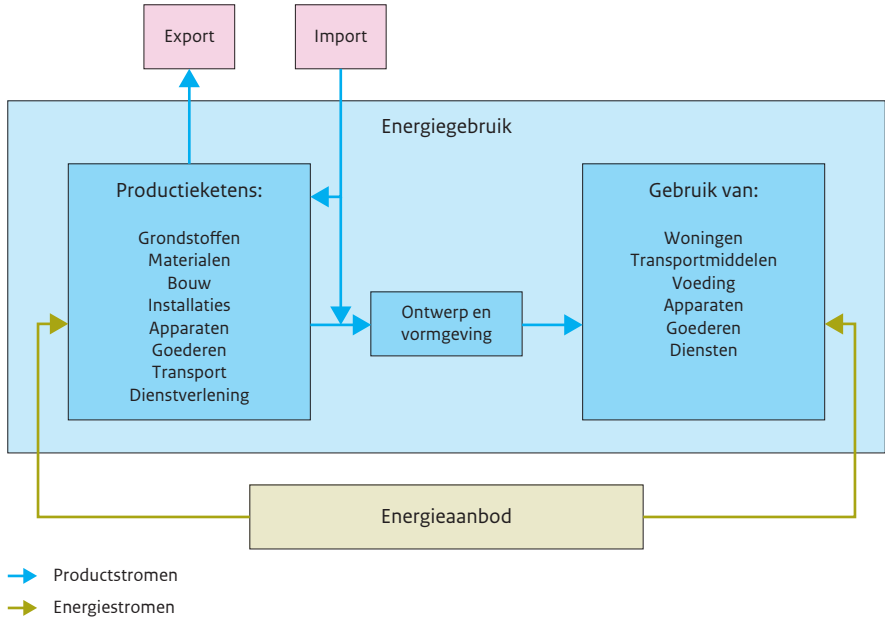 Export
Import
Energiegebruik
Productieketens:
Grondstoffen
Materialen
Bouw
Installaties
Apparaten
Goederen
Transport
Dienstverlening
Ontwerp en
vormgeving
Gebruik van:
Woningen
Transportmiddelen
Voeding
Apparaten
Goederen
Diensten
Energieaanbod
Productstromen
Energiestromen